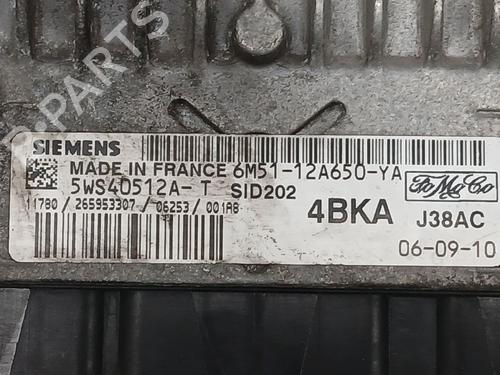 B-PARTS
SIEMENS
MADE IN FRANCE 6M51-12A650-YA
5WS40512A-T SID202
11780 / 265953307 / 06253 / 001A8
4BKA
FoMoCo
J38AC
06-09-10